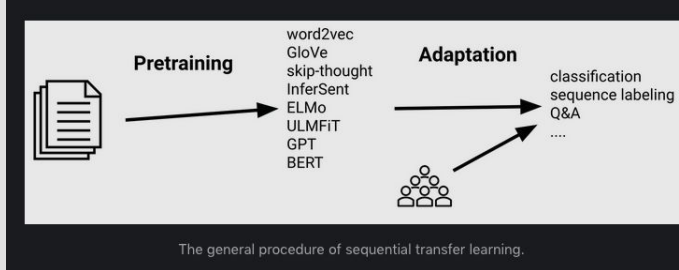 Pretraining
word2vec
GloVe
skip-thought
InferSent
ELMo
ULMFiT
GPT
BERT
Adaptation
classification
sequence labeling
Q&A
....
The general procedure of sequential transfer learning.